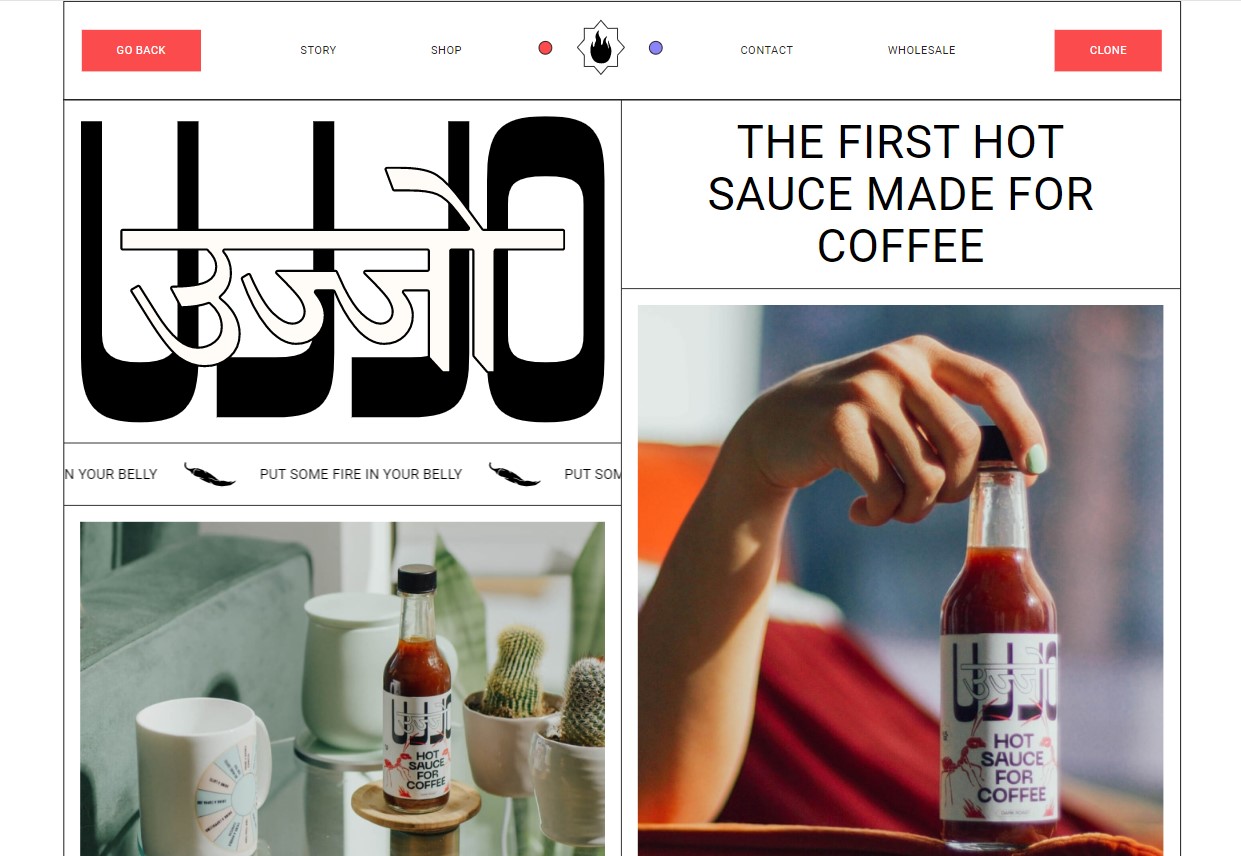 GO BACK
STORY
SHOP
CONTACT
WHOLESALE
CLONE
UJJO
उज्जो
THE FIRST HOT
SAUCE MADE FOR
COFFEE
N YOUR BELLY
PUT SOME FIRE IN YOUR BELLY
PUT SOM
UJJO
उज्जो
HOT
SAUCE
FOR
COFFEE
UJJO
उज्जो
HOT
SAUCE
FOR
COFFEE